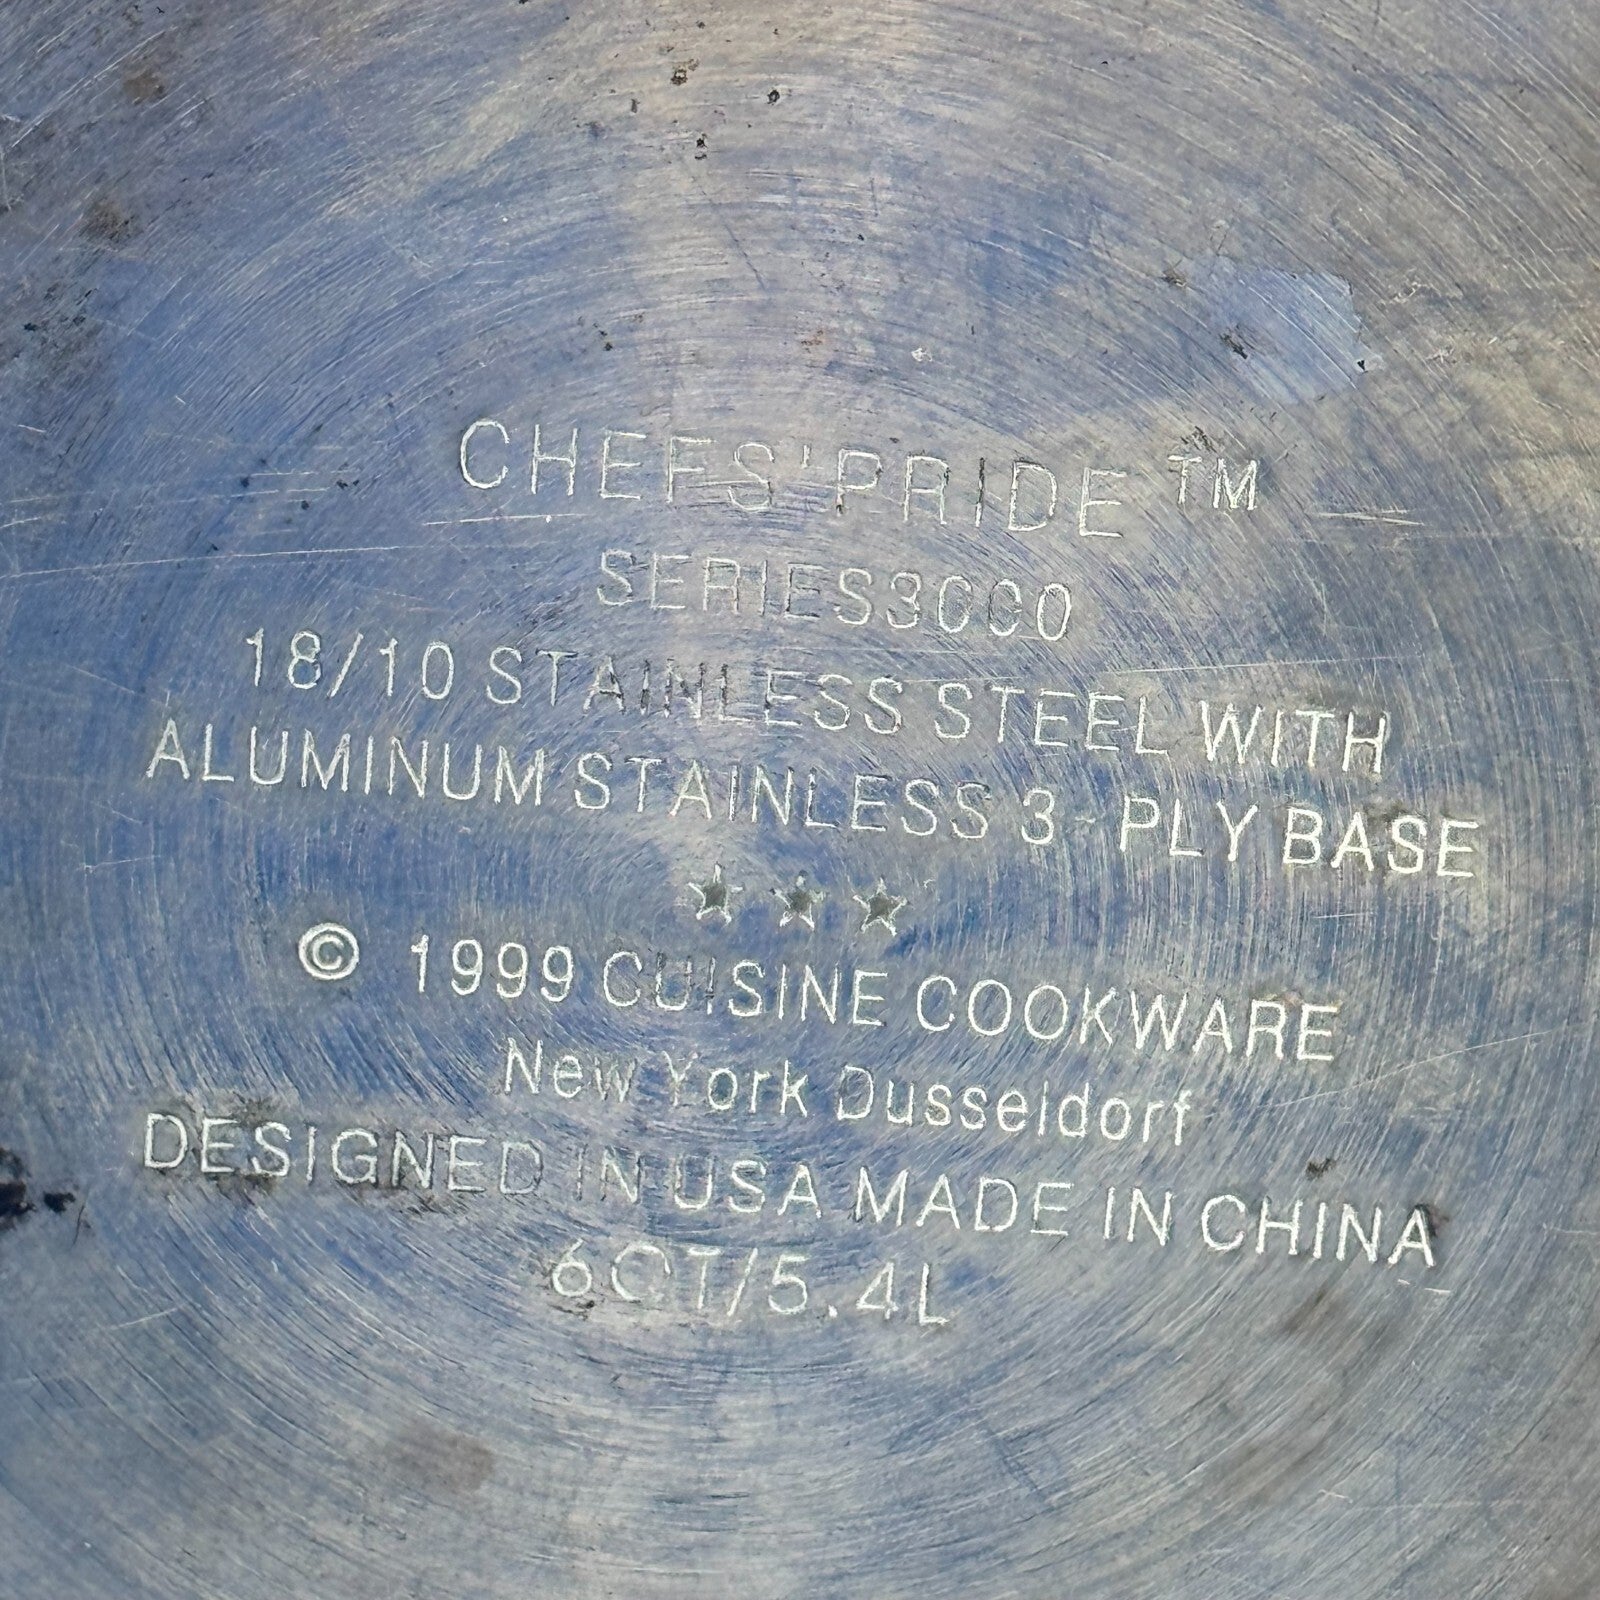 CHEFS' PRIDE ™
SERIES3000
18/10 STAINLESS STEEL WITH
ALUMINUM STAINLESS 3-PLY BASE
★ ★ ★
© 1999 CUISINE COOKWARE
New York Dusseldorf
DESIGNED IN USA MADE IN CHINA
6QT/5.4L